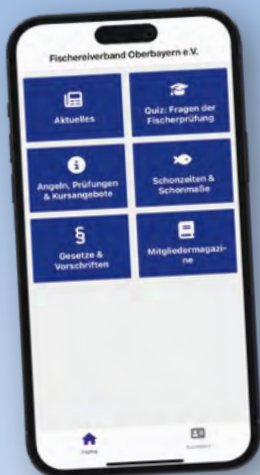 Fischereiverband Oberbayern e.V.
Aktuelles
Quiz: Fragen der
Fischerprüfung
Angeln, Prüfungen
& Kursangebote
Schonzeiten &
Schonmaße
§
Gesetze &
Vorschriften
Mitgliedermagazi-
ne
Home